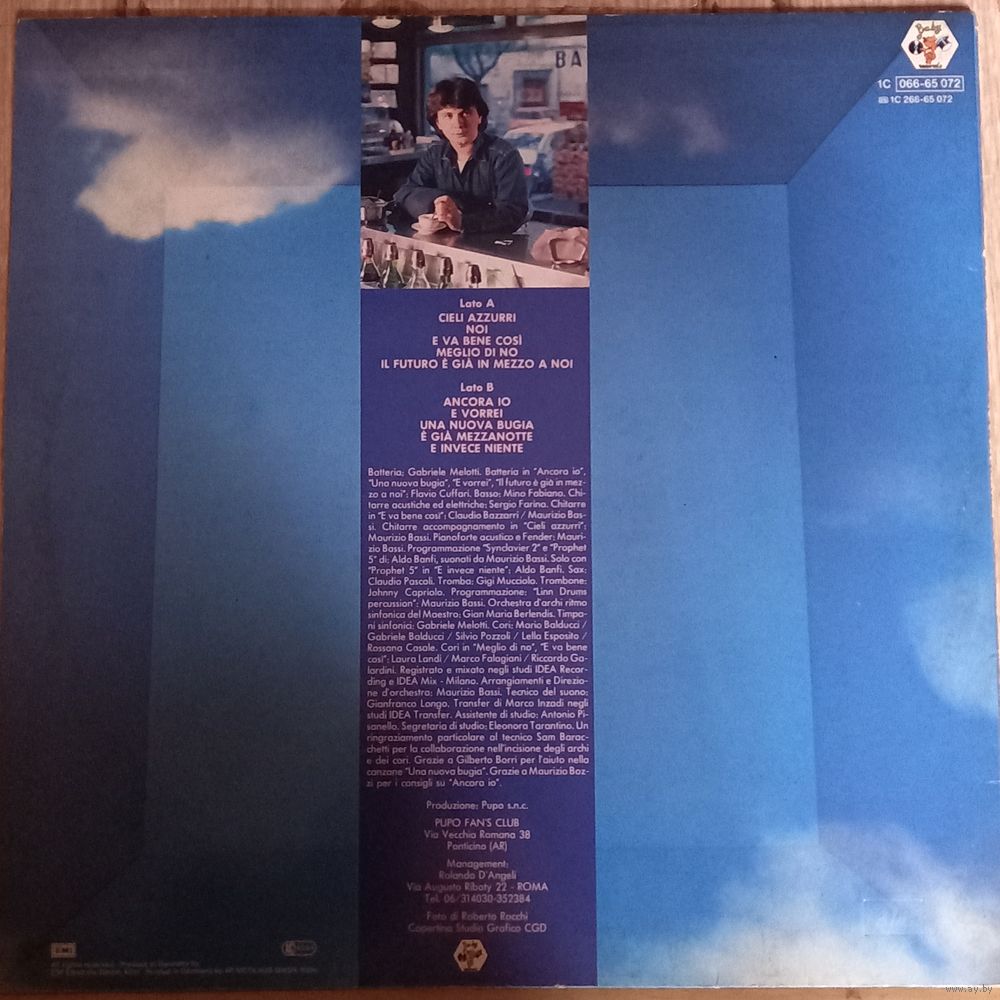 BA
Baby
1C 066-65 072
1C 266-65 072
Lato A
CIELI AZZURRI
NOI
E VA BENE COSÌ
MEGLIO DI NO
IL FUTURO È GIÀ IN MEZZO A NOI
Lato B
ANCORA IO
E VORREI
UNA NUOVA BUGIA
È GIÀ MEZZANOTTE
E INVECE NIENTE
Batteria: Gabriele Melotti. Batteria in "Ancora io",
"Una nuova bugia", "E vorrei", "Il futuro è già in mez-
zo a noi": Flavio Cuffari. Basso: Mino Fabiano. Chi-
tarre acustiche ed elettriche: Sergio Farina. Chitarre
in "E va bene così": Claudio Bazzarri / Maurizio Bas-
si. Chitarre accompagnamento in "Cieli azzurri":
Maurizio Bassi. Pianoforte acustico e Fender: Mauri-
zio Bassi. Programmazione "Synclavier 2" e "Prophet
5" di: Aldo Banfi, suonati da Maurizio Bassi. Solo con
"Prophet 5" in "E invece niente": Aldo Banfi. Sax:
Claudio Pascoli. Tromba: Gigi Mucciolo. Trombone:
Johnny Capriolo. Programmazione: "Linn Drums
percussion": Maurizio Bassi. Orchestra d'archi ritmo
sinfonica del Maestro: Gian Maria Berlendis. Timpa-
ni sinfonici: Gabriele Melotti. Cori: Mario Balducci /
Gabriele Balducci / Silvio Pozzoli / Lella Esposito /
Rossana Casale. Cori in "Meglio di no", "E va bene
così": Laura Landi / Marco Falagiani / Riccardo Ga-
lardini. Registrato e mixato negli studi IDEA Recor-
ding e IDEA Mix - Milano. Arrangiamenti e Direzio-
ne d'orchestra: Maurizio Bassi. Tecnico del suono:
Gianfranco Longo. Transfer di Marco Inzadi negli
studi IDEA Transfer. Assistente di studio: Antonio Pi-
sanello. Segretaria di studio: Eleonora Tarantino. Un
ringraziamento particolare al tecnico Sam Barac-
chetti per la collaborazione nell'incisione degli archi
e dei cori. Grazie a Gilberto Borri per l'aiuto nella
canzone "Una nuova bugia". Grazie a Maurizio Boz-
zi per i consigli su "Ancora io".
Produzione: Pupo s.n.c.
PUPO FAN'S CLUB
Via Vecchia Romana 38
Ponticino (AR)
Management:
Rolando D'Angeli
Via Augusto Riboty 22 - ROMA
Tel. 06/314030-352384
Foto di Roberto Rocchi
Copertina Studio Grafico CGD
EMI
www.ay.by